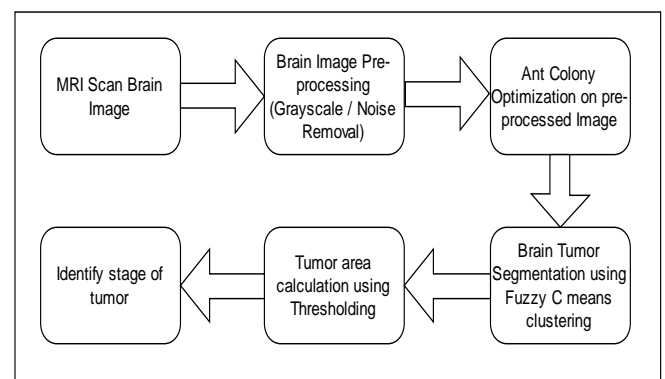 MRI Scan Brain
Image
Brain Image Pre-
processing
(Grayscale / Noise
Removal)
Ant Colony
Optimization on pre-
processed Image
Brain Tumor
Segmentation using
Fuzzy C means
clustering
Tumor area
calculation using
Thresholding
Identify stage of
tumor